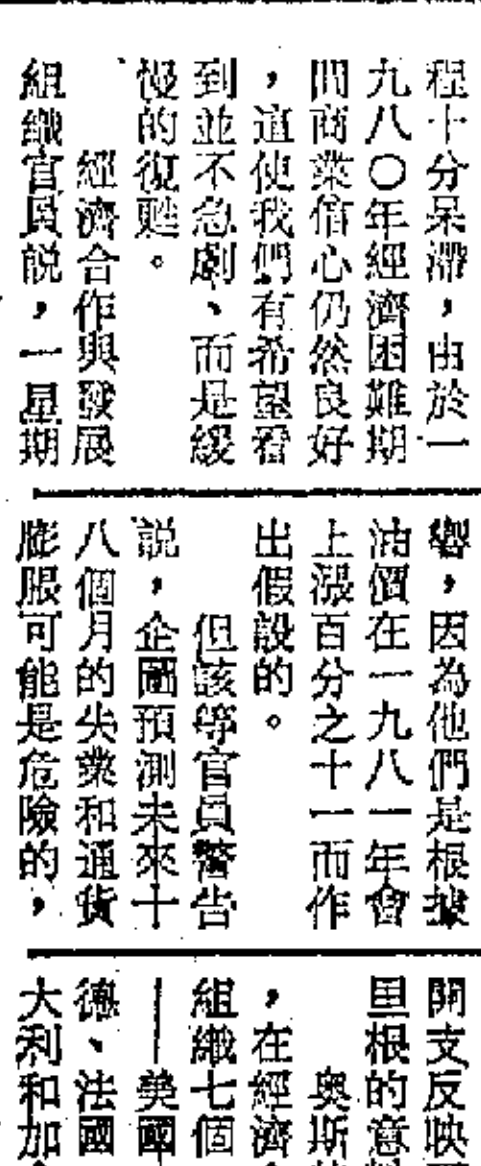 程十分呆滯，由於一
九八〇年經濟困難期
間商業信心仍然良好
，這使我們有希望看
到並不急劇、而是緩
慢的復甦。
經濟合作與發展
組織官員説，一星期
響，因為他們是根據
油價在一九八一年會
上漲百分之十一而作
出假設的。
但該等官員警告
説，企圖預測未來十
八個月的失業和通貨
膨脹可能是危險的，
開支反映
里根的意
奧斯
，在經濟
組織七個
—美國
德、法國
大利和加